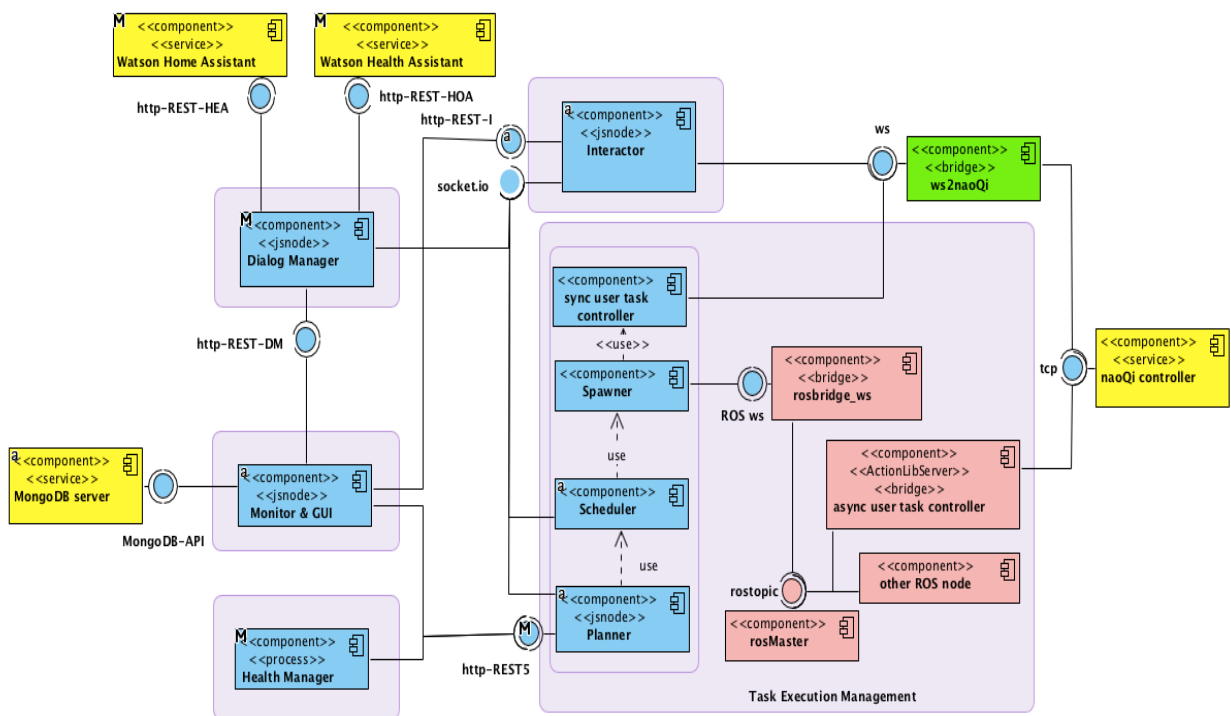 M
<<component>>
<<service>>
Watson Home Assistant
M
<<component>>
<<service>>
Watson Health Assistant
http-REST-HEA
http-REST-HOA
http-REST-I
a
a
<<component>>
<<jsnode>>
Interactor
socket.io
ws
<<component>>
<<bridge>>
ws2naoQi
M
<<component>>
<<jsnode>>
Dialog Manager
http-REST-DM
<<component>>
sync user task
controller
<<use>>
<<component>>
Spawner
ROS ws
<<component>>
<<bridge>>
rosbridge_ws
tcp
<<component>>
<<service>>
naoQi controller
use
a
<<component>>
<<service>>
MongoDB server
MongoDB-API
a
<<component>>
<<jsnode>>
Monitor & GUI
a
<<component>>
Scheduler
use
<<component>>
<<ActionLibServer>>
<<bridge>>
async user task controller
<<component>>
other ROS node
rostopic
<<component>>
rosMaster
a
<<component>>
<<jsnode>>
Planner
M
http-REST5
M
<<component>>
<<process>>
Health Manager
Task Execution Management